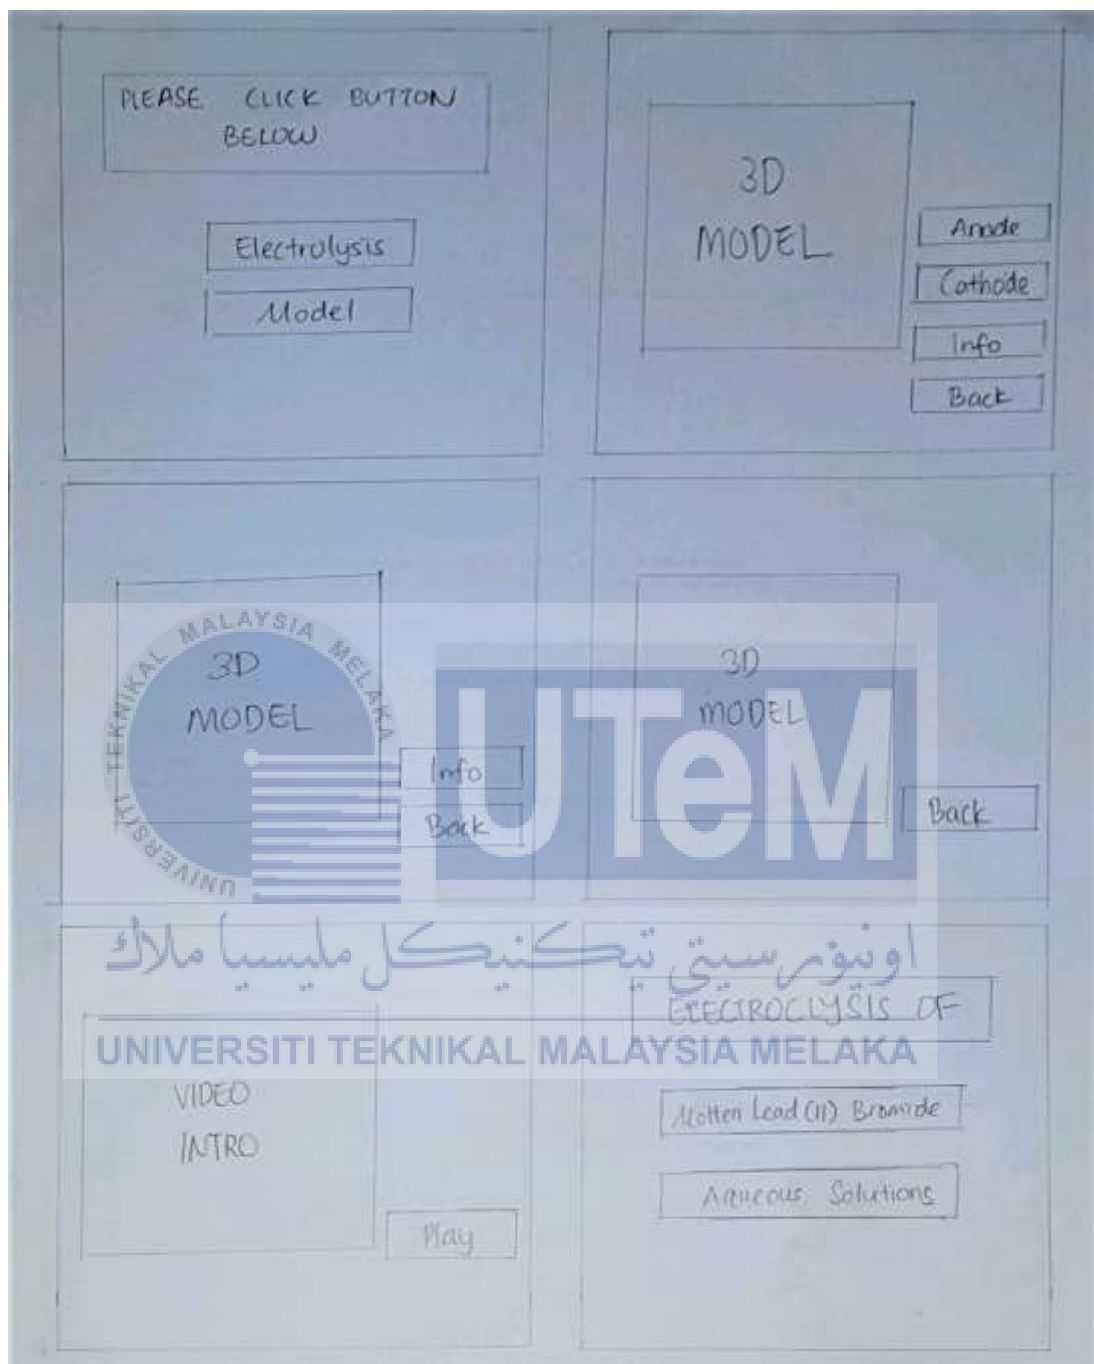 PLEASE CLICK BUTTON
BELOW
Electrolysis
Model
3D
MODEL
Anode
Cathode
Info
Back
3D
MODEL
Info
Back
3D
MODEL
Back
UNIVERSITI TEKNIKAL MALAYSIA MELAKA
UTeM
اونيۏرسيتي تيكنيكل مليسيا ملاك
UNIVERSITI TEKNIKAL MALAYSIA MELAKA
VIDEO
INTRO
Play
ELECTROCLYSIS OF
Molten Lead (II) Bromide
Aqueous Solutions